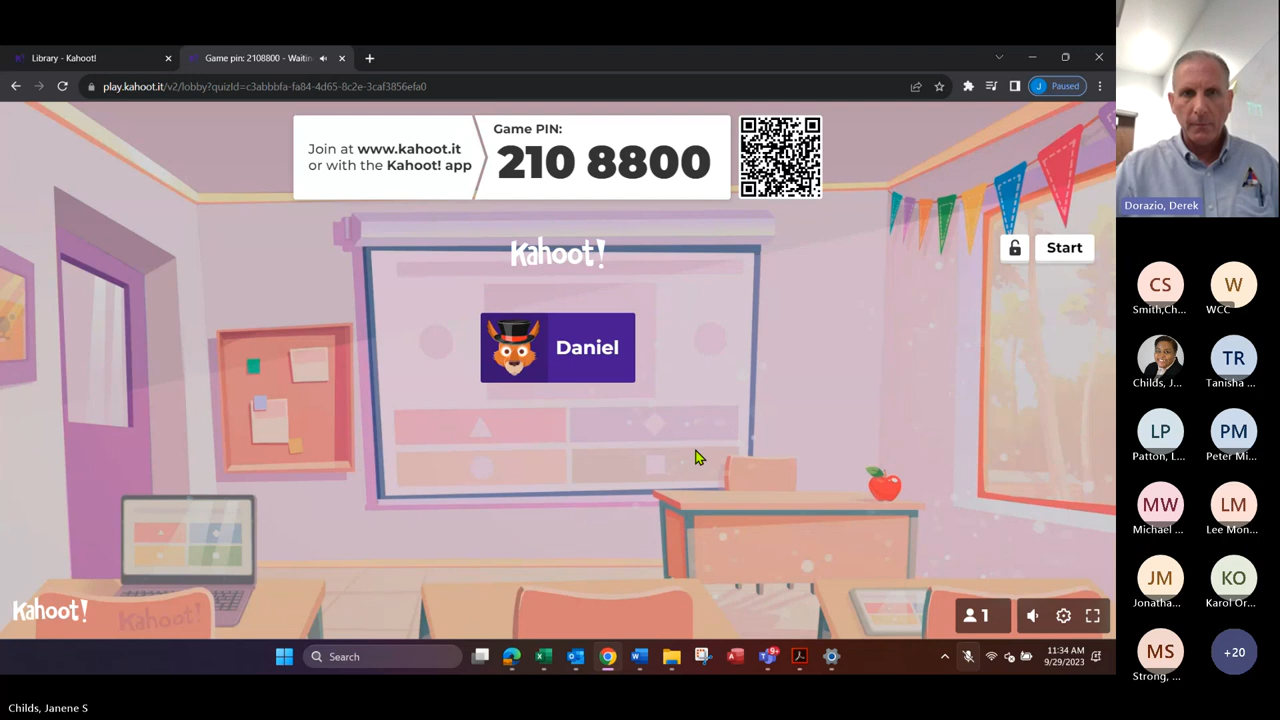 Library - Kahoot!
Game pin: 2108800 - Waitin
play.kahoot.it/v2/lobby?quizId=c3abbbfa-fa84-4d65-8c2e-3caf3856efa0
J Paused
Join at www.kahoot.it
or with the Kahoot! app
Game PIN:
210 8800
Kahoot!
Start
Daniel
Kahoot!
Kahoot!
1
Search
9+
11:34 AM
9/29/2023
Dorazio, Derek
CS
Smith,Ch...
W
WCC
Childs, J...
TR
Tanisha ...
LP
Patton, L...
PM
Peter Mi...
MW
Michael ...
LM
Lee Mon...
JM
Jonatha...
KO
Karol Or...
MS
Strong, ...
+20
Childs, Janene S